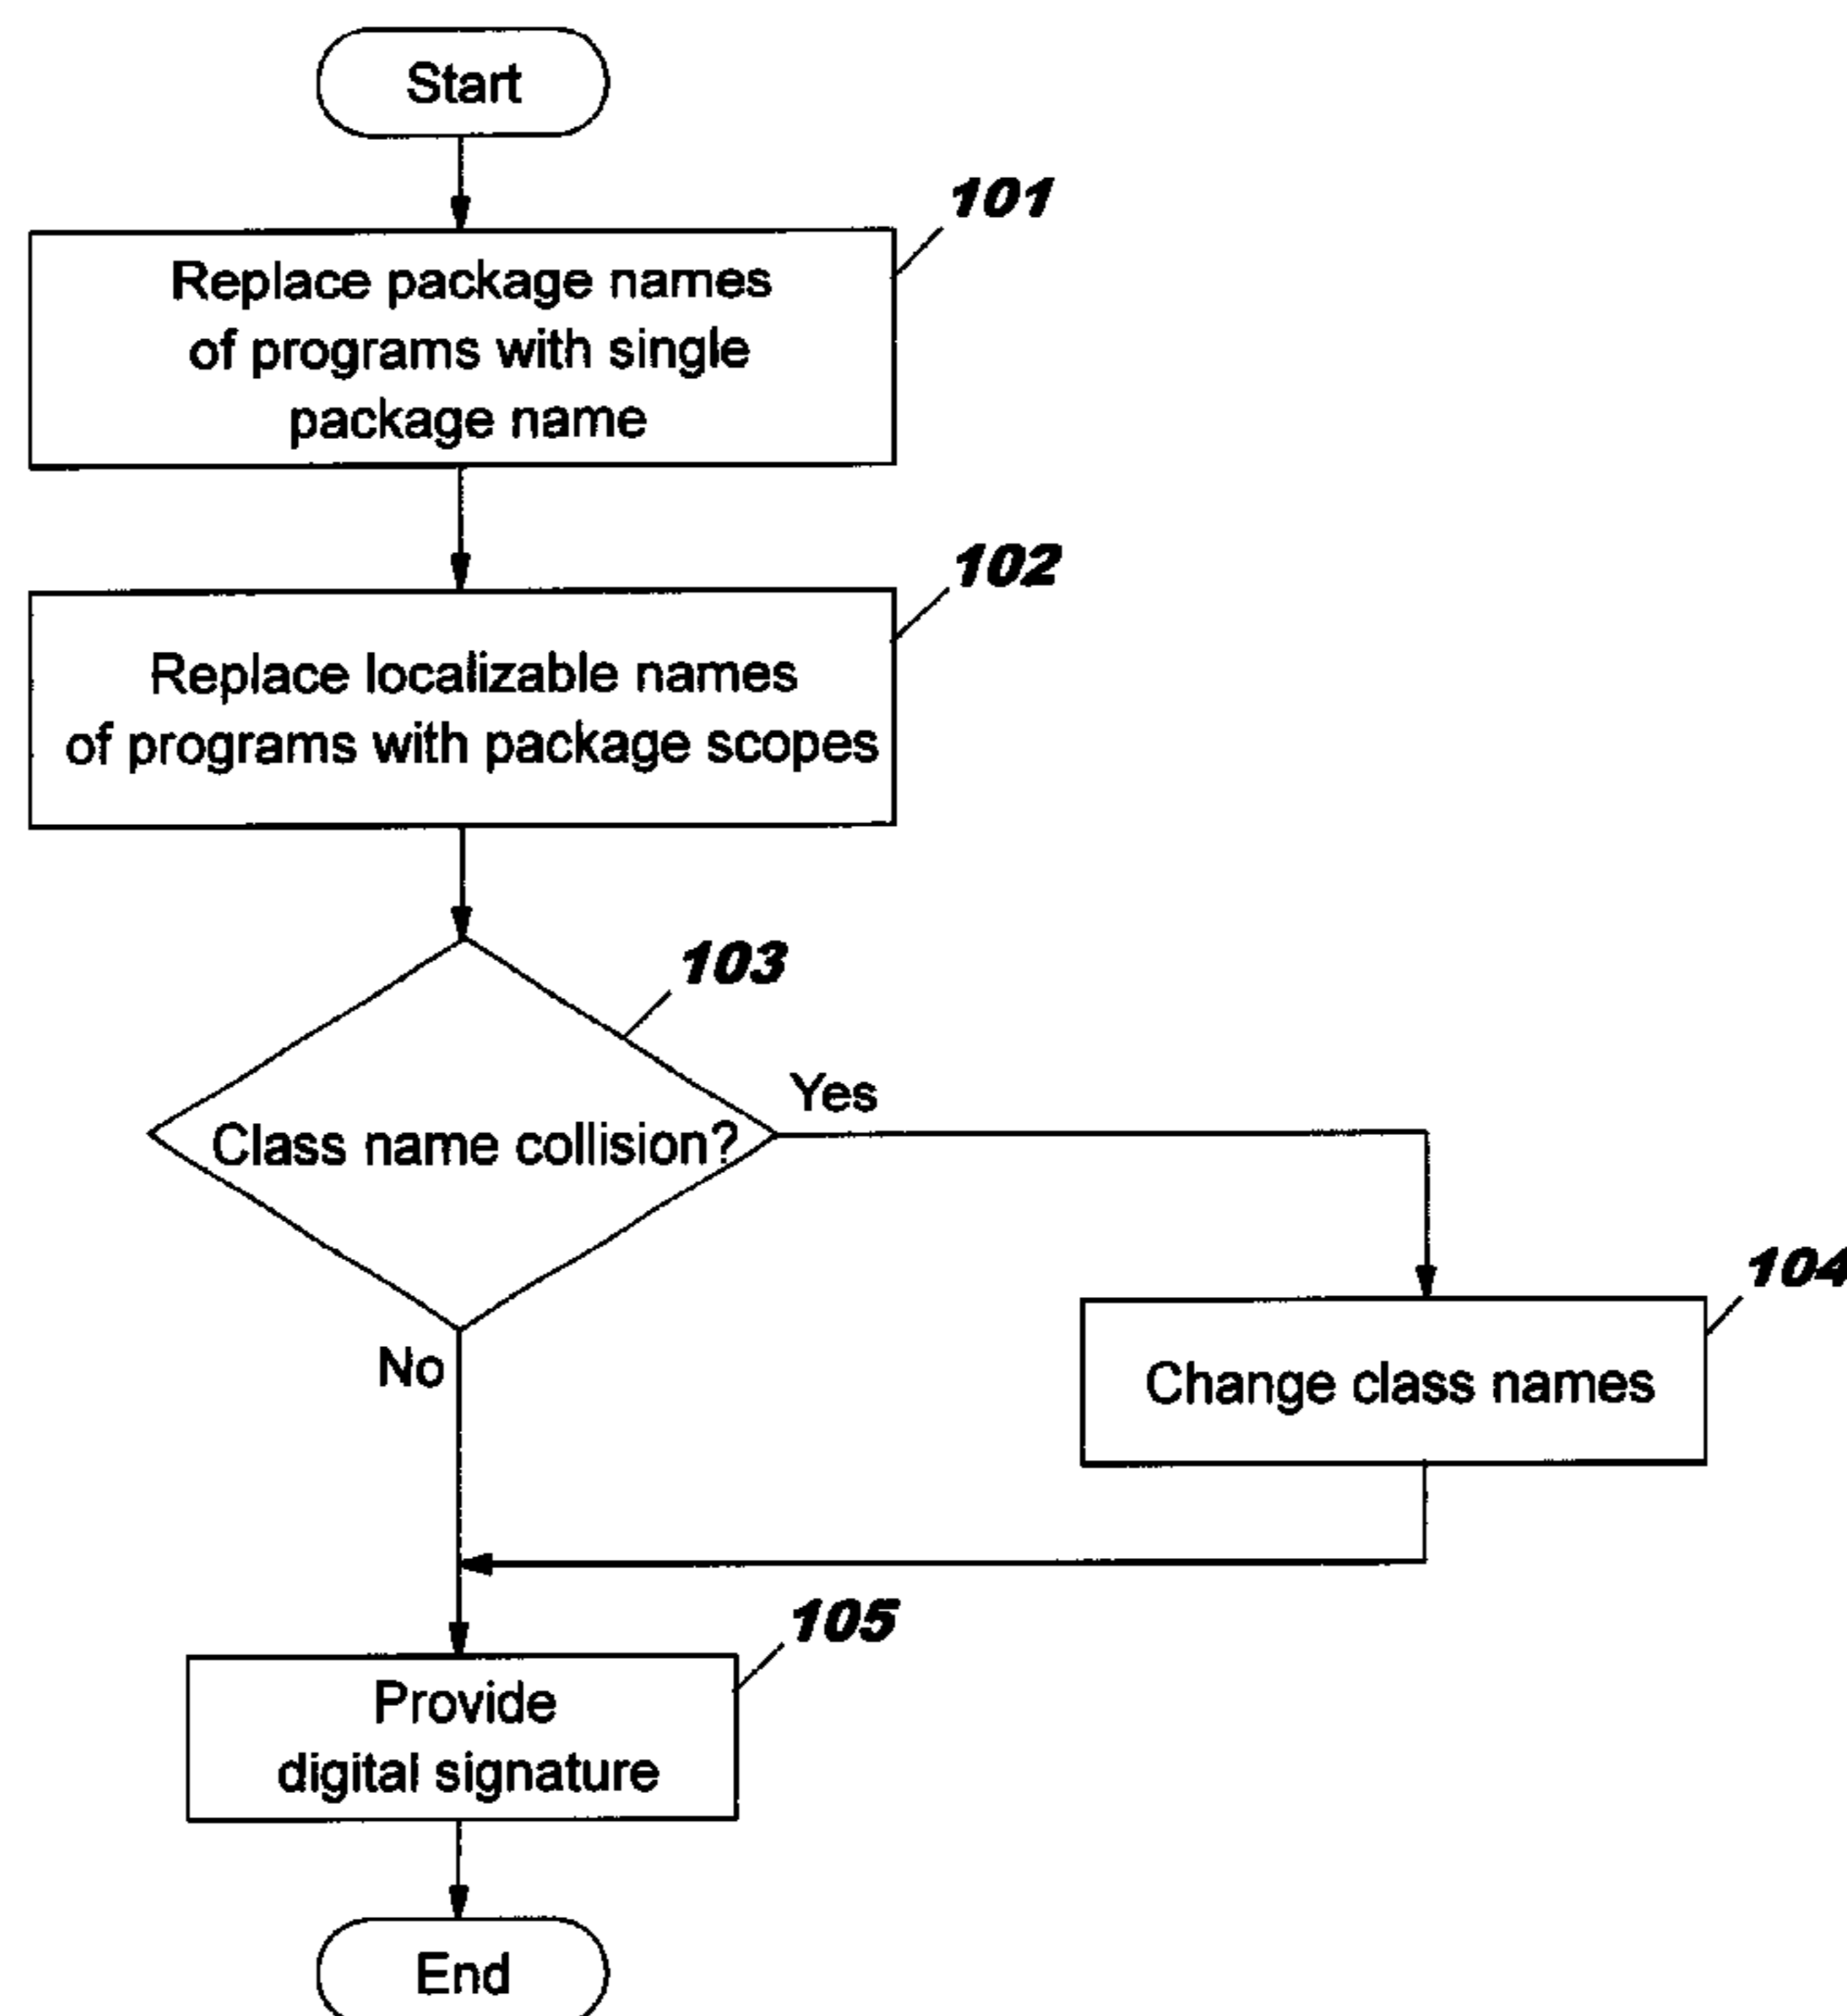 Start
101
Replace package names
of programs with single
package name
102
Replace localizable names
of programs with package scopes
103
Class name collision?
Yes
No
104
Change class names
105
Provide
digital signature
End